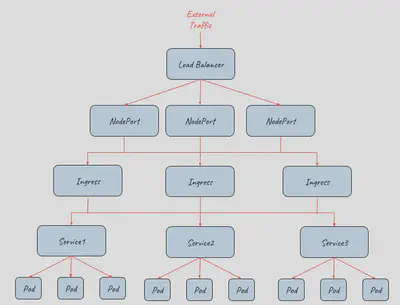 External
Traffic
Load Balancer
NodePort NodePort NodePort
Ingress Ingress Ingress
Service1 Service2 Service3
Pod Pod Pod Pod Pod Pod Pod Pod Pod